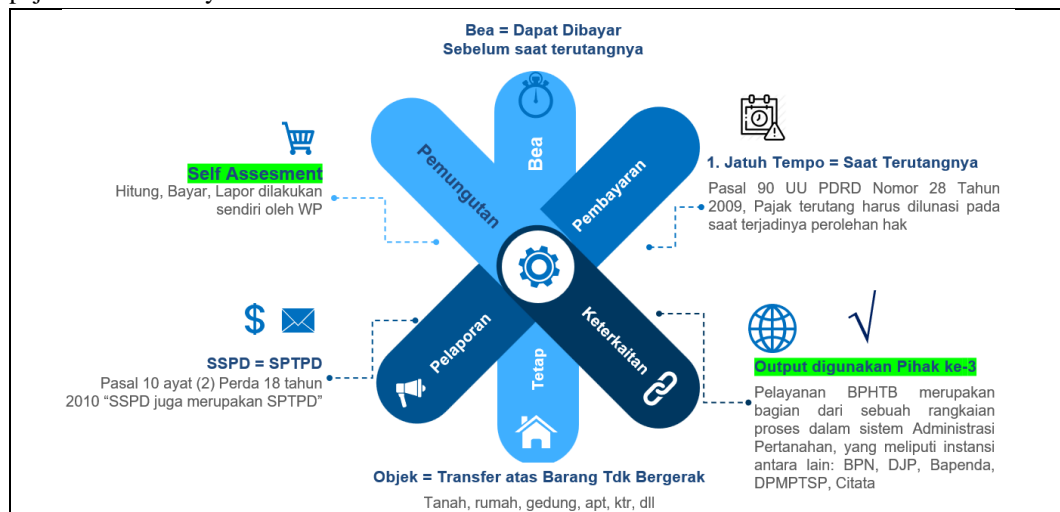 Bea = Dapat Dibayar
Sebelum saat terutangnya
Pemungutan
Bea
Pembayaran
Self Assesment
Hitung, Bayar, Lapor dilakukan
sendiri oleh WP
1. Jatuh Tempo = Saat Terutangnya
Pasal 90 UU PDRD Nomor 28 Tahun
2009, Pajak terutang harus dilunasi pada
saat terjadinya perolehan hak
Pelaporan
Tetap
Keterkaitan
$
SSPD = SPTPD
Pasal 10 ayat (2) Perda 18 tahun
2010 “SSPD juga merupakan SPTPD”
√
Output digunakan Pihak ke-3
Pelayanan BPHTB merupakan
bagian dari sebuah rangkaian
proses dalam sistem Administrasi
Pertanahan, yang meliputi instansi
antara lain: BPN, DJP, Bapenda,
DPMPTSP, Citata
Objek = Transfer atas Barang Tdk Bergerak
Tanah, rumah, gedung, apt, ktr, dll